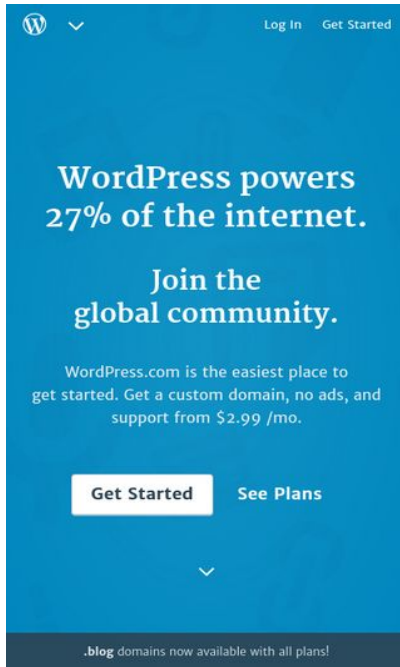 Log In Get Started
WordPress powers
27% of the internet.
Join the
global community.
WordPress.com is the easiest place to
get started. Get a custom domain, no ads, and
support from $2.99 /mo.
Get Started See Plans
.blog domains now available with all plans!